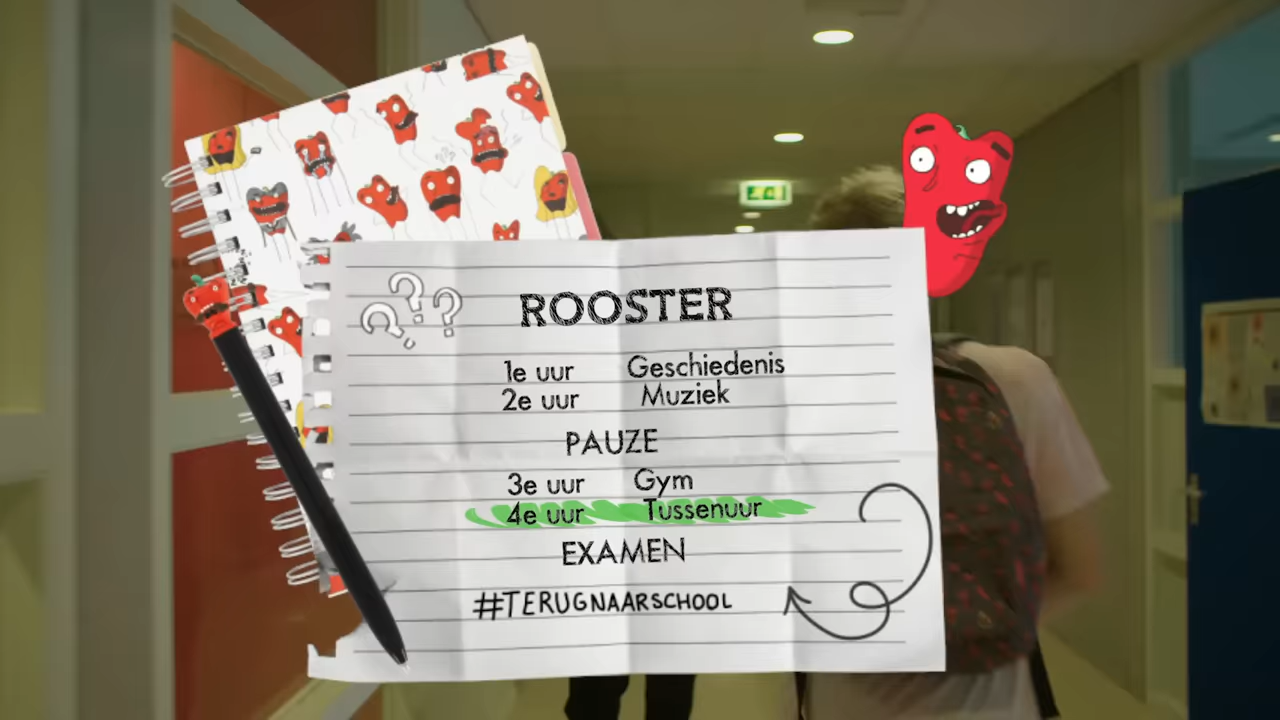 ROOSTER
1e uur Geschiedenis
2e uur Muziek
PAUZE
3e uur Gym
4e uur Tussenuur
EXAMEN
#TERUGNAARSCHOOL